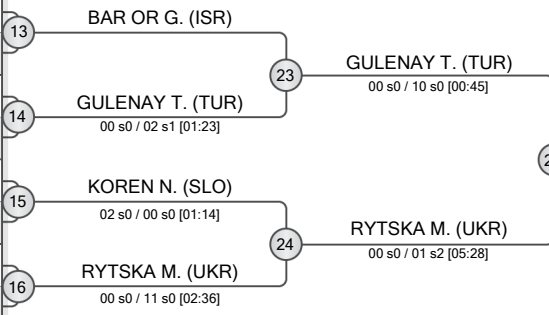 BAR OR G. (ISR)
13
23
GULENAY T. (TUR)
00 s0 / 10 s0 [00:45]
GULENAY T. (TUR)
14
00 s0 / 02 s1 [01:23]
KOREN N. (SLO)
15
02 s0 / 00 s0 [01:14]
24
RYTSKA M. (UKR)
00 s0 / 01 s2 [05:28]
RYTSKA M. (UKR)
16
00 s0 / 11 s0 [02:36]